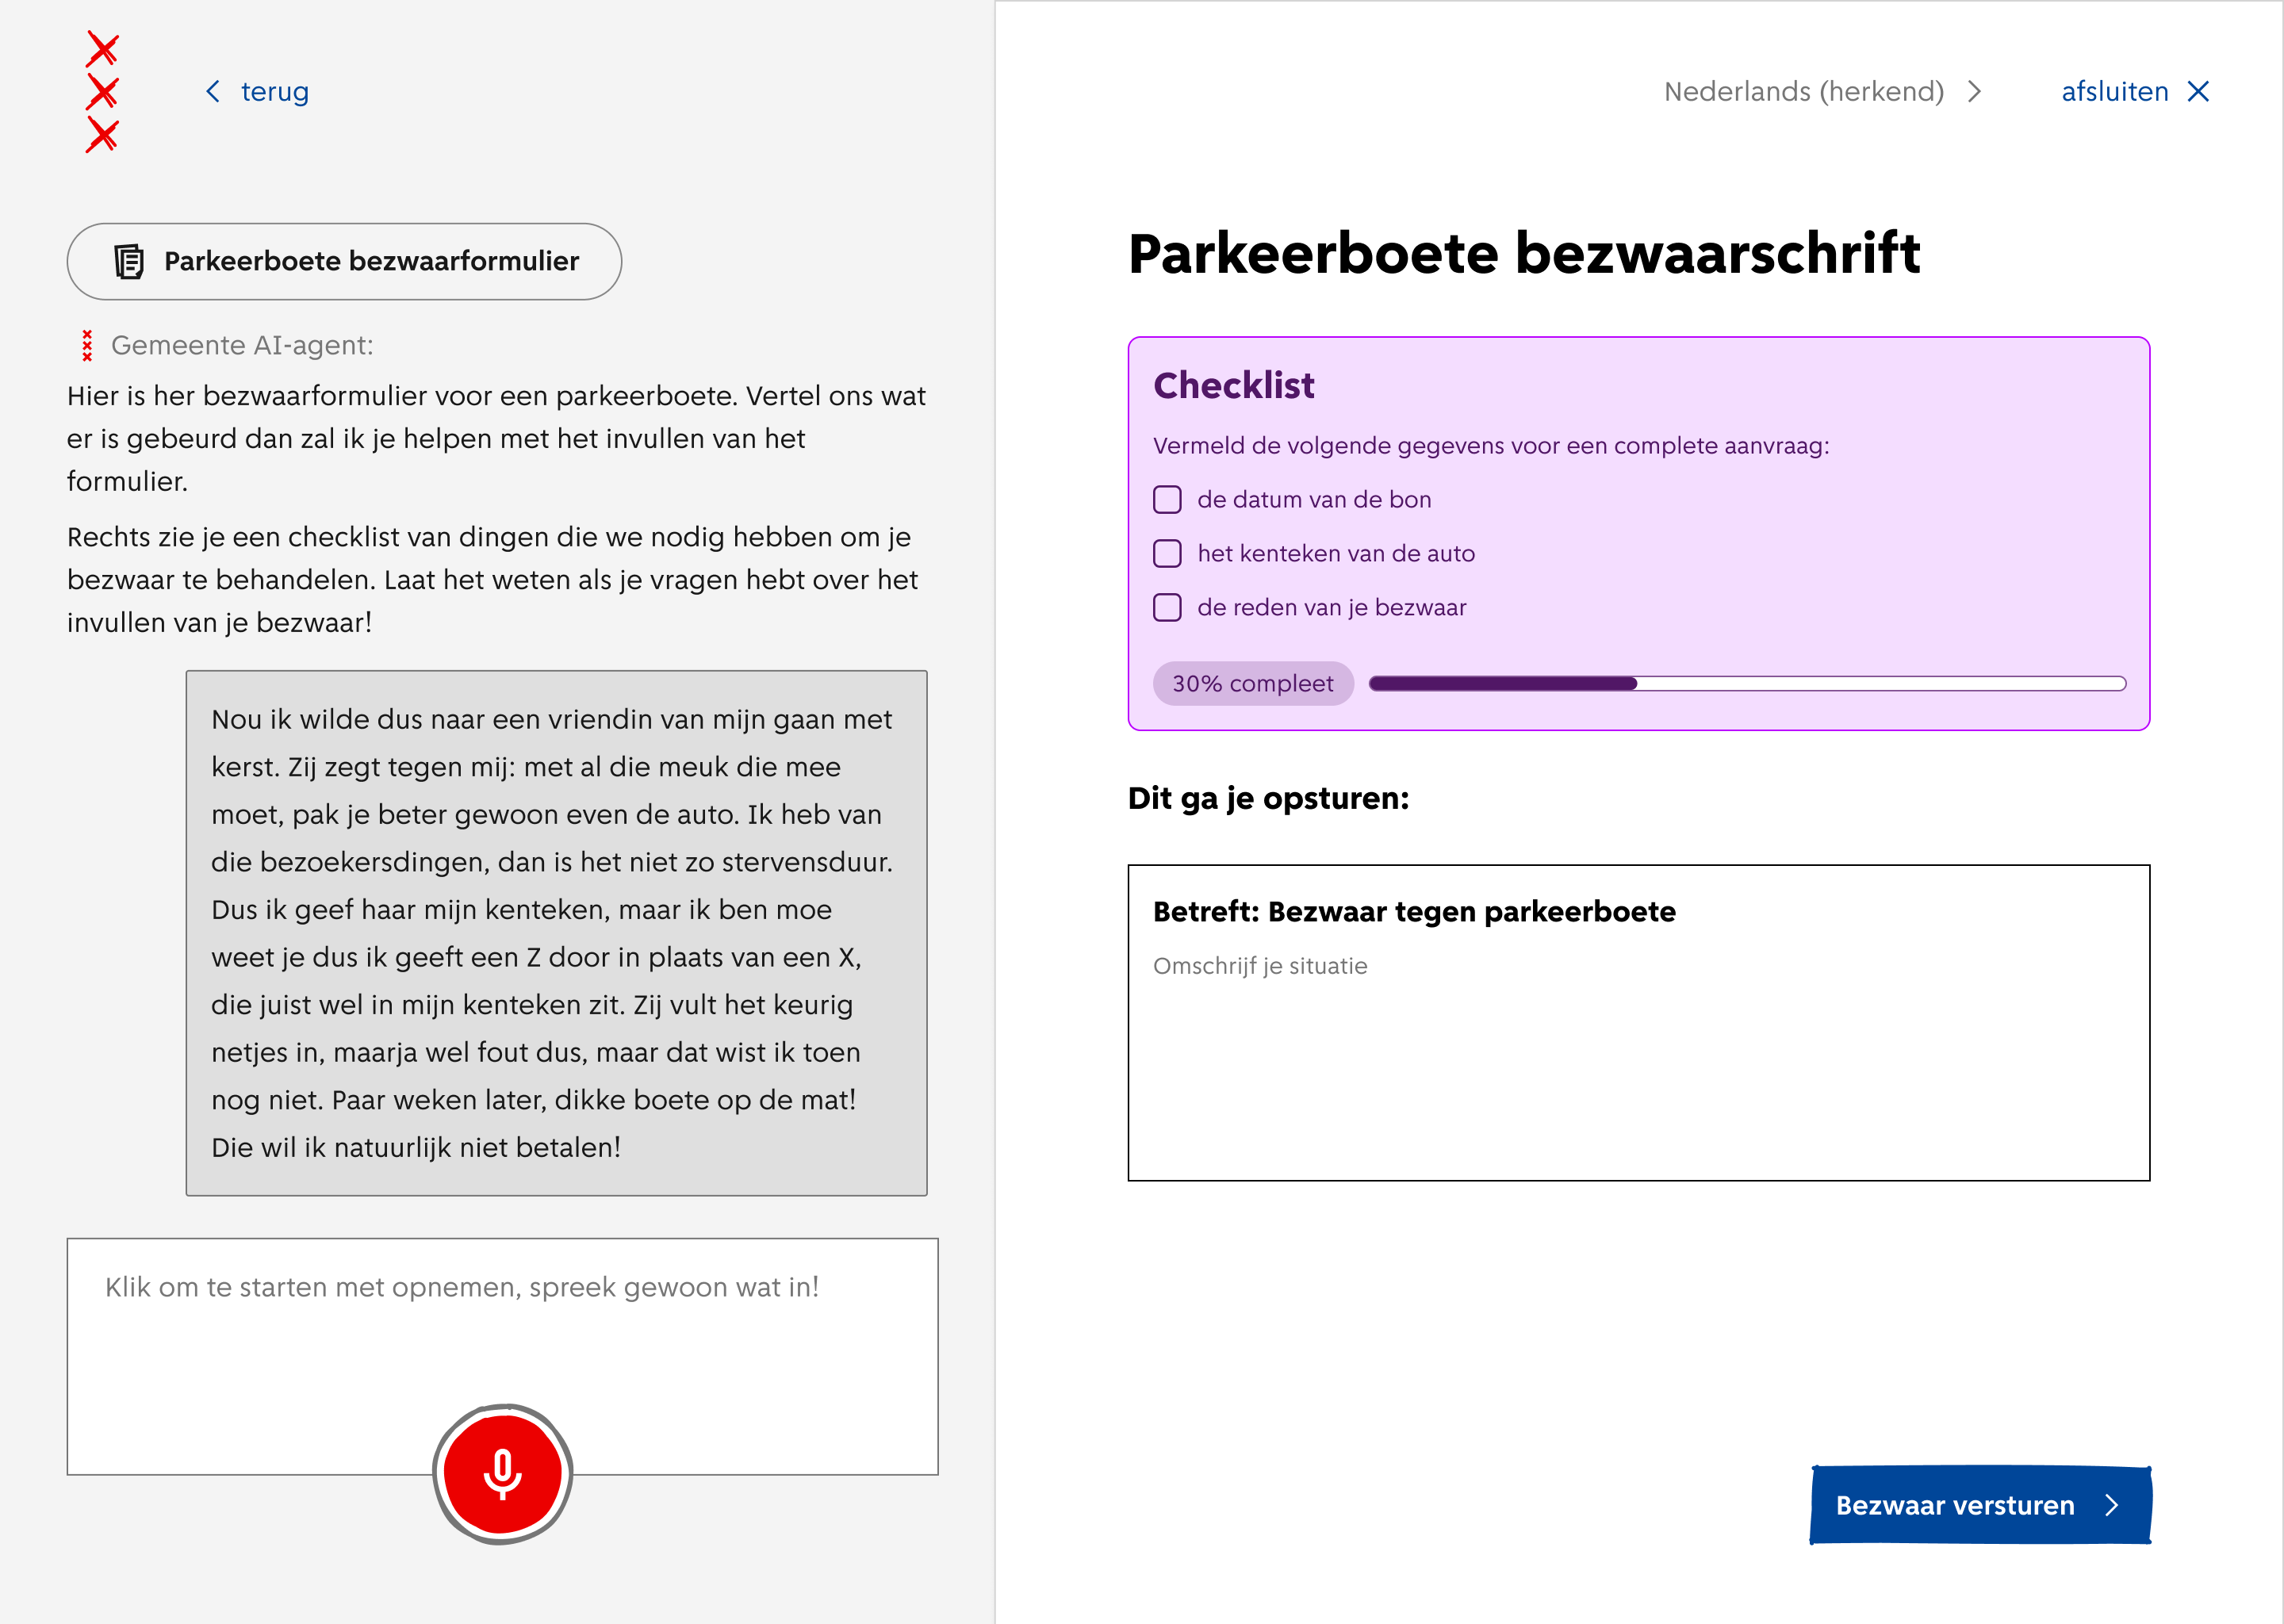 terug
Nederlands (herkend)
afsluiten
Parkeerboete bezwaarformulier
Gemeente AI-agent:
Hier is her bezwaarformulier voor een parkeerboete. Vertel ons wat
er is gebeurd dan zal ik je helpen met het invullen van het
formulier.
Rechts zie je een checklist van dingen die we nodig hebben om je
bezwaar te behandelen. Laat het weten als je vragen hebt over het
invullen van je bezwaar!
Nou ik wilde dus naar een vriendin van mijn gaan met
kerst. Zij zegt tegen mij: met al die meuk die mee
moet, pak je beter gewoon even de auto. Ik heb van
die bezoekersdingen, dan is het niet zo stervensduur.
Dus ik geef haar mijn kenteken, maar ik ben moe
weet je dus ik geeft een Z door in plaats van een X,
die juist wel in mijn kenteken zit. Zij vult het keurig
netjes in, maarja wel fout dus, maar dat wist ik toen
nog niet. Paar weken later, dikke boete op de mat!
Die wil ik natuurlijk niet betalen!
Klik om te starten met opnemen, spreek gewoon wat in!
Parkeerboete bezwaarschrift
Checklist
Vermeld de volgende gegevens voor een complete aanvraag:
de datum van de bon
het kenteken van de auto
de reden van je bezwaar
30% compleet
Dit ga je opsturen:
Betreft: Bezwaar tegen parkeerboete
Omschrijf je situatie
Bezwaar versturen